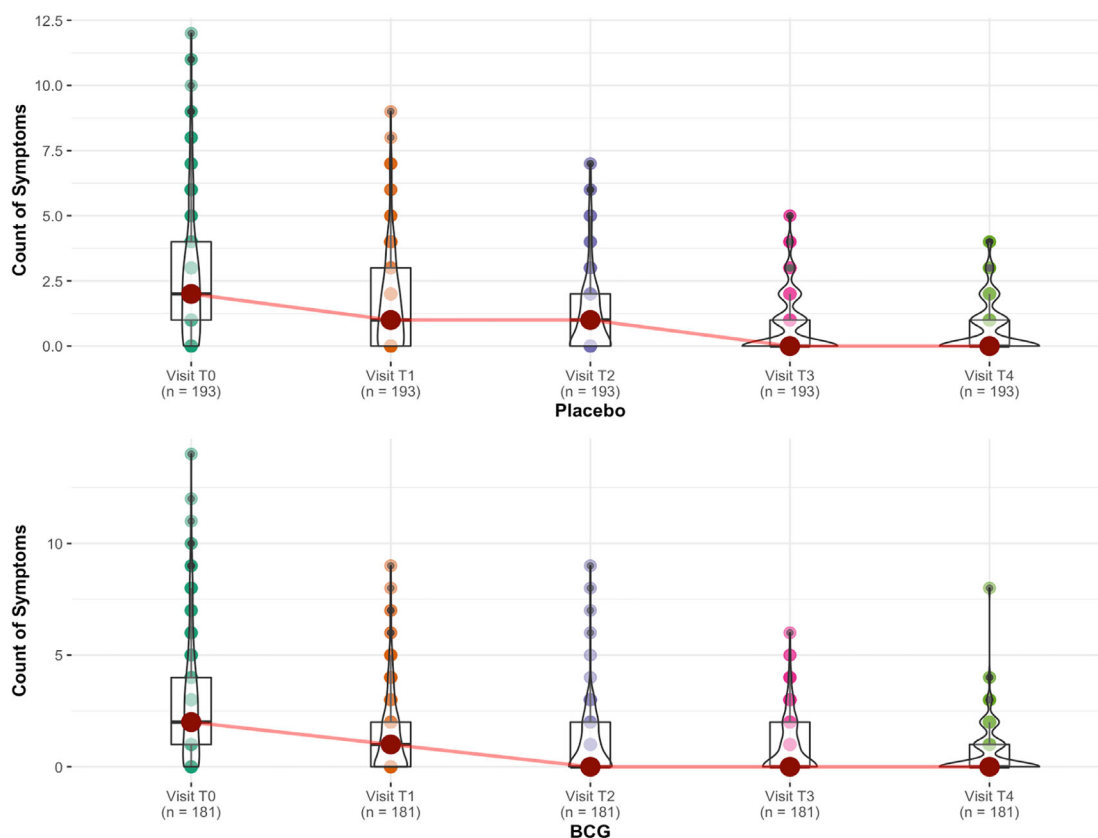 12.5
10.0
7.5
5.0
2.5
0.0
Count of Symptoms
Visit T0 Visit T1 Visit T2 Visit T3 Visit T4
(n = 193) (n = 193) (n = 193) (n = 193) (n = 193)
Placebo
10
5
0
Count of Symptoms
Visit T0 Visit T1 Visit T2 Visit T3 Visit T4
(n = 181) (n = 181) (n = 181) (n = 181) (n = 181)
BCG